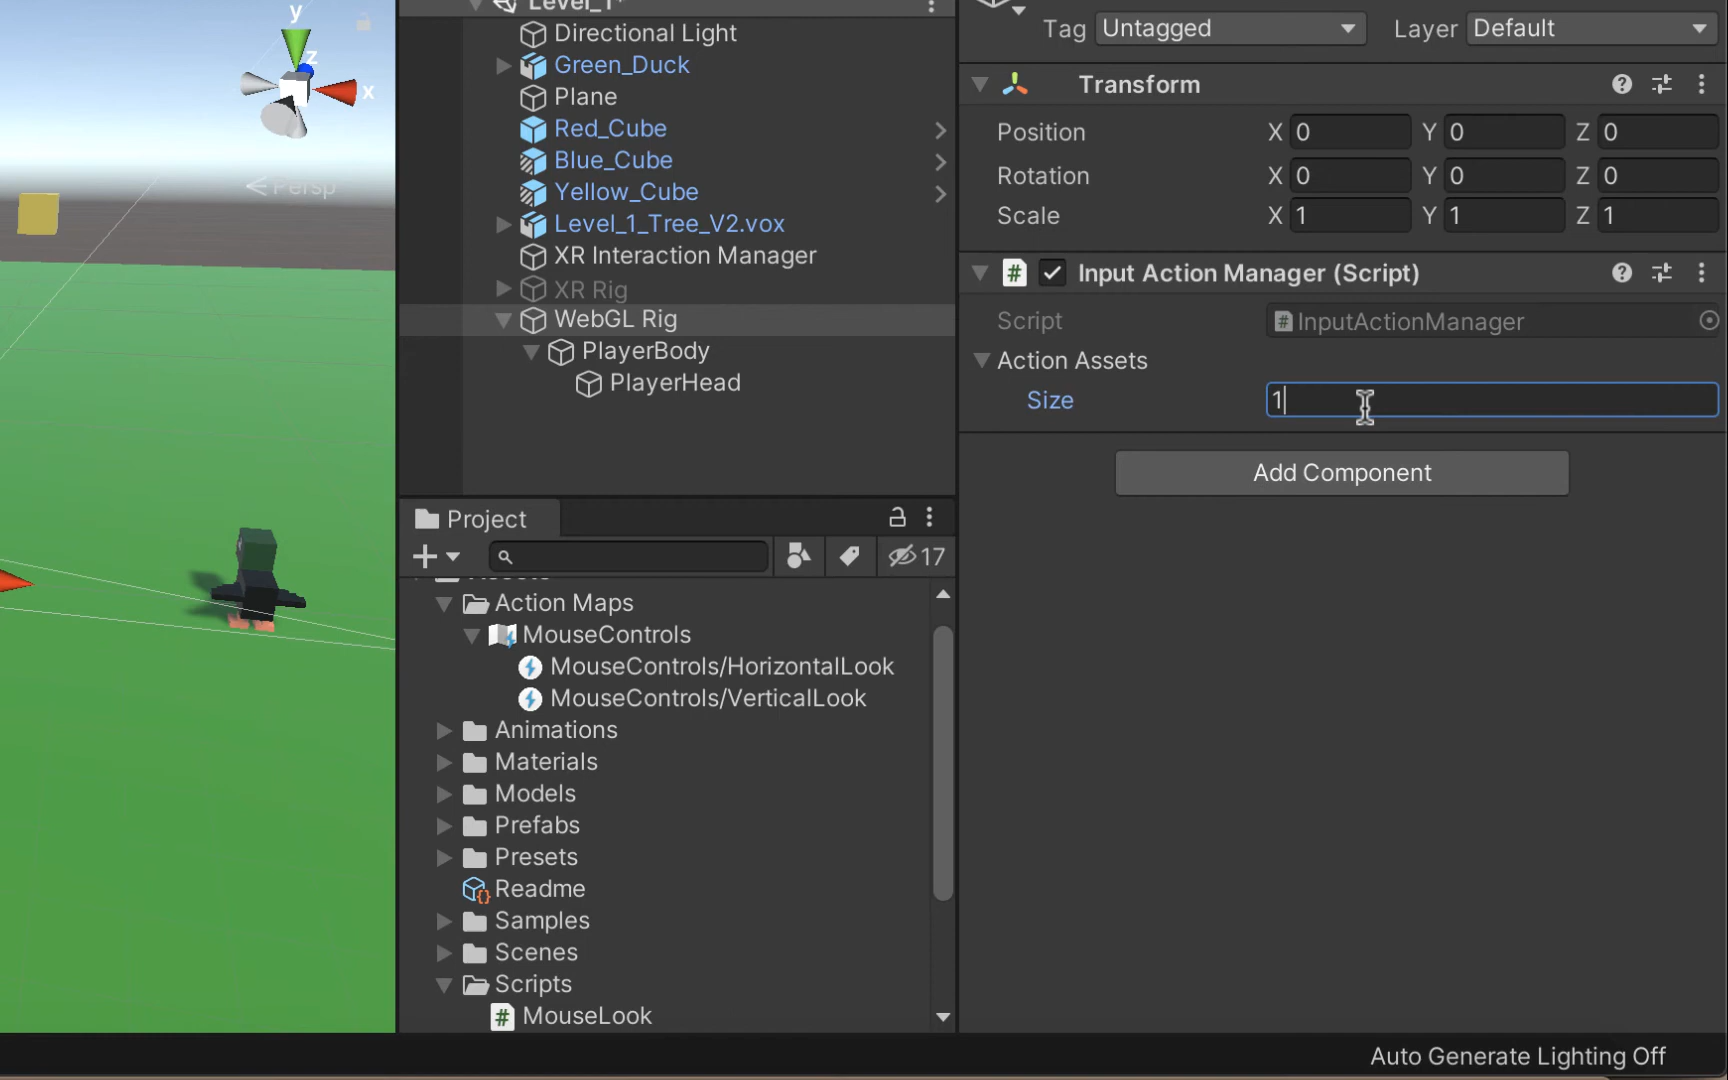 y
z
x
< Persp
Level_1*
Directional Light
Green_Duck
Plane
Red_Cube
Blue_Cube
Yellow_Cube
Level_1_Tree_V2.vox
XR Interaction Manager
XR Rig
WebGL Rig
PlayerBody
PlayerHead
Project
17
Action Maps
MouseControls
MouseControls/HorizontalLook
MouseControls/VerticalLook
Animations
Materials
Models
Prefabs
Presets
Readme
Samples
Scenes
Scripts
# MouseLook
Tag Untagged Layer Default
Transform
Position X 0 Y 0 Z 0
Rotation X 0 Y 0 Z 0
Scale X 1 Y 1 Z 1
# Input Action Manager (Script)
Script # InputActionManager
Action Assets
Size 1
Add Component
Auto Generate Lighting Off